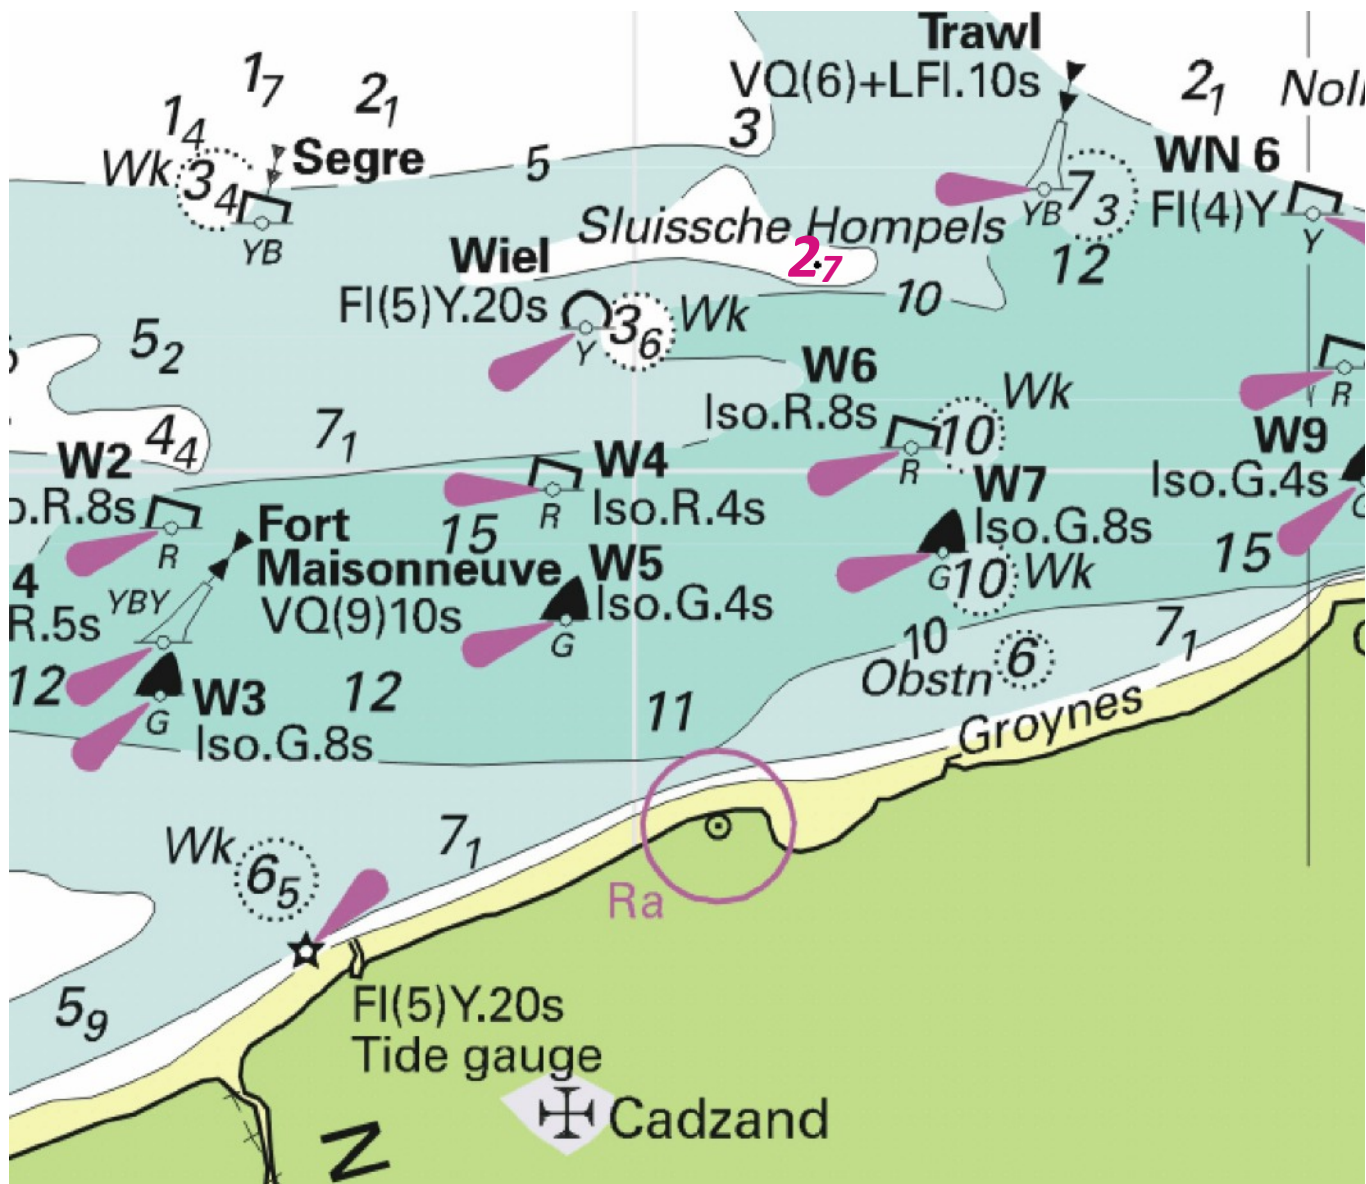 Trawl
VQ(6)+LFl.10s
1₇
2₁
1₄
3
2₁
Wk
3₄
Segre
YB
5
Sluissche Hompels
2₇
YB
7₃
12
WN 6
Fl(4)Y
Y
Wiel
Fl(5)Y.20s
Y
3₆
Wk
10
5₂
4₄
7₁
W6
Iso.R.8s
R
10
Wk
R
W9
Iso.G.4s
W2
R
15
W4
Iso.R.4s
R
W7
Iso.G.8s
G
10
Wk
15
Fort
Maisonneuve
VQ(9)10s
YBY
W5
Iso.G.4s
G
12
W3
Iso.G.8s
G
12
11
10
Obstn
6
7₁
Groynes
Wk
6₅
7₁
Ra
5₉
Fl(5)Y.20s
Tide gauge
Cadzand
N